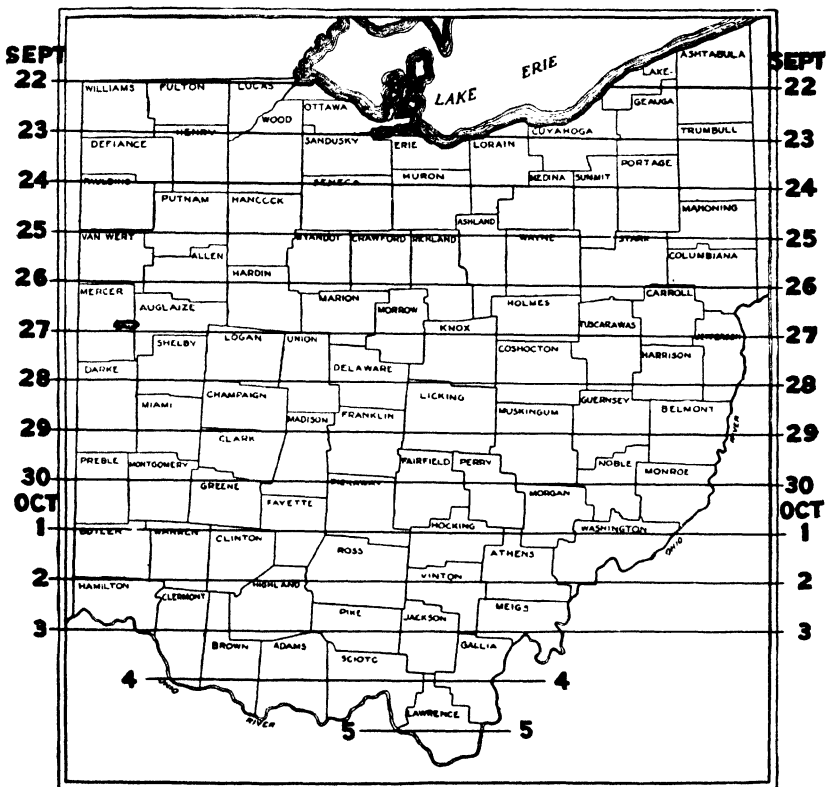 ASHTABULA
SEPT SEPT
LAKE ERIE
LAKE
22 22
WILLIAMS FULTON LUCAS
GEAUGA
OTTAWA
WOOD
23 HENRY CUYAHOGA TRUMBULL 23
DEFIANCE SANDUSKY ERIE LORAIN
PORTAGE
HURON MEDINA SUMMIT
24 PAULDING SENECA 24
PUTNAM HANCOCK
MAHONING
ASHLAND
25 VAN WERT WYANDOT CRAWFORD RICHLAND WAYNE STARK 25
ALLEN COLUMBIANA
HARDIN
26 26
MERCER MARION CARROLL
AUGLAIZE MORROW HOLMES
KNOX TUSCARAWAS
27 JEFFERSON 27
SHELBY LOGAN UNION
COSHOCTON HARRISON
DARKE DELAWARE
28 28
CHAMPAIGN LICKING GUERNSEY
MIAMI MADISON FRANKLIN MUSKINGUM BELMONT
29 29
CLARK RIVER
PREBLE MONTGOMERY FAIRFIELD PERRY NOBLE
MONROE
30 30
GREENE PICKAWAY MORGAN
OCT OCT
FAYETTE
HOCKING WASHINGTON
1 BUTLER WARREN CLINTON 1
ROSS ATHENS OHIO
2 VINTON 2
HAMILTON HIGHLAND
CLERMONT
PIKE JACKSON MEIGS
3 3
BROWN ADAMS GALLIA
SCIOTO
4 4
OHIO
LAWRENCE
RIVER
5 5